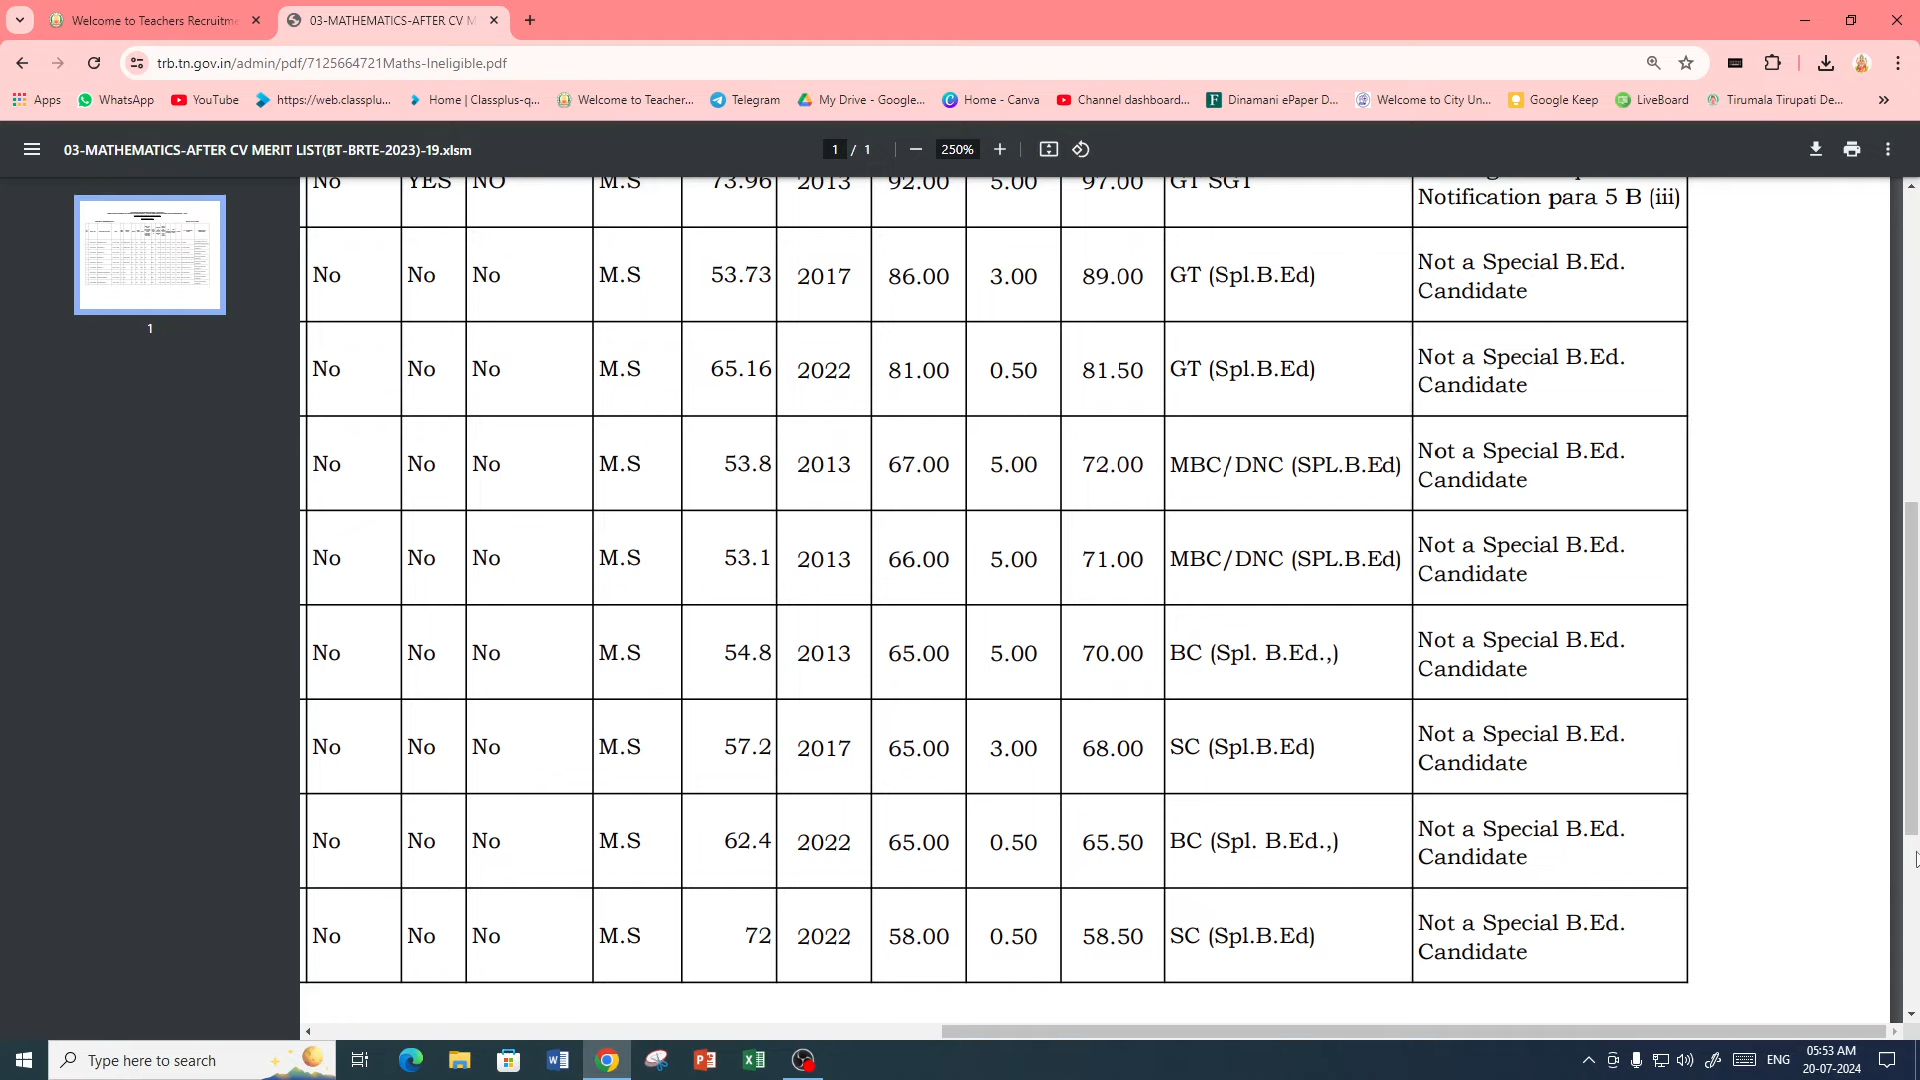 Welcome to Teachers Recruitme
03-MATHEMATICS-AFTER CV M
trb.tn.gov.in/admin/pdf/7125664721Maths-Ineligible.pdf
Apps WhatsApp YouTube https://web.classplu... Home | Classplus-q... Welcome to Teacher... Telegram My Drive - Google... Home - Canva Channel dashboard... Dinamani ePaper D... Welcome to City Un... Google Keep LiveBoard Tirumala Tirupati De...
03-MATHEMATICS-AFTER CV MERIT LIST(BT-BRTE-2023)-19.xlsm 1 / 1 250%
1
No YES NO M.S 73.96 2013 92.00 5.00 97.00 GT SGT
Notification para 5 B (iii)
No No No M.S 53.73 2017 86.00 3.00 89.00 GT (Spl.B.Ed) Not a Special B.Ed.
Candidate
No No No M.S 65.16 2022 81.00 0.50 81.50 GT (Spl.B.Ed) Not a Special B.Ed.
Candidate
No No No M.S 53.8 2013 67.00 5.00 72.00 MBC/DNC (SPL.B.Ed) Not a Special B.Ed.
Candidate
No No No M.S 53.1 2013 66.00 5.00 71.00 MBC/DNC (SPL.B.Ed) Not a Special B.Ed.
Candidate
No No No M.S 54.8 2013 65.00 5.00 70.00 BC (Spl. B.Ed.,) Not a Special B.Ed.
Candidate
No No No M.S 57.2 2017 65.00 3.00 68.00 SC (Spl.B.Ed) Not a Special B.Ed.
Candidate
No No No M.S 62.4 2022 65.00 0.50 65.50 BC (Spl. B.Ed.,) Not a Special B.Ed.
Candidate
No No No M.S 72 2022 58.00 0.50 58.50 SC (Spl.B.Ed) Not a Special B.Ed.
Candidate
Type here to search
ENG
05:53 AM
20-07-2024